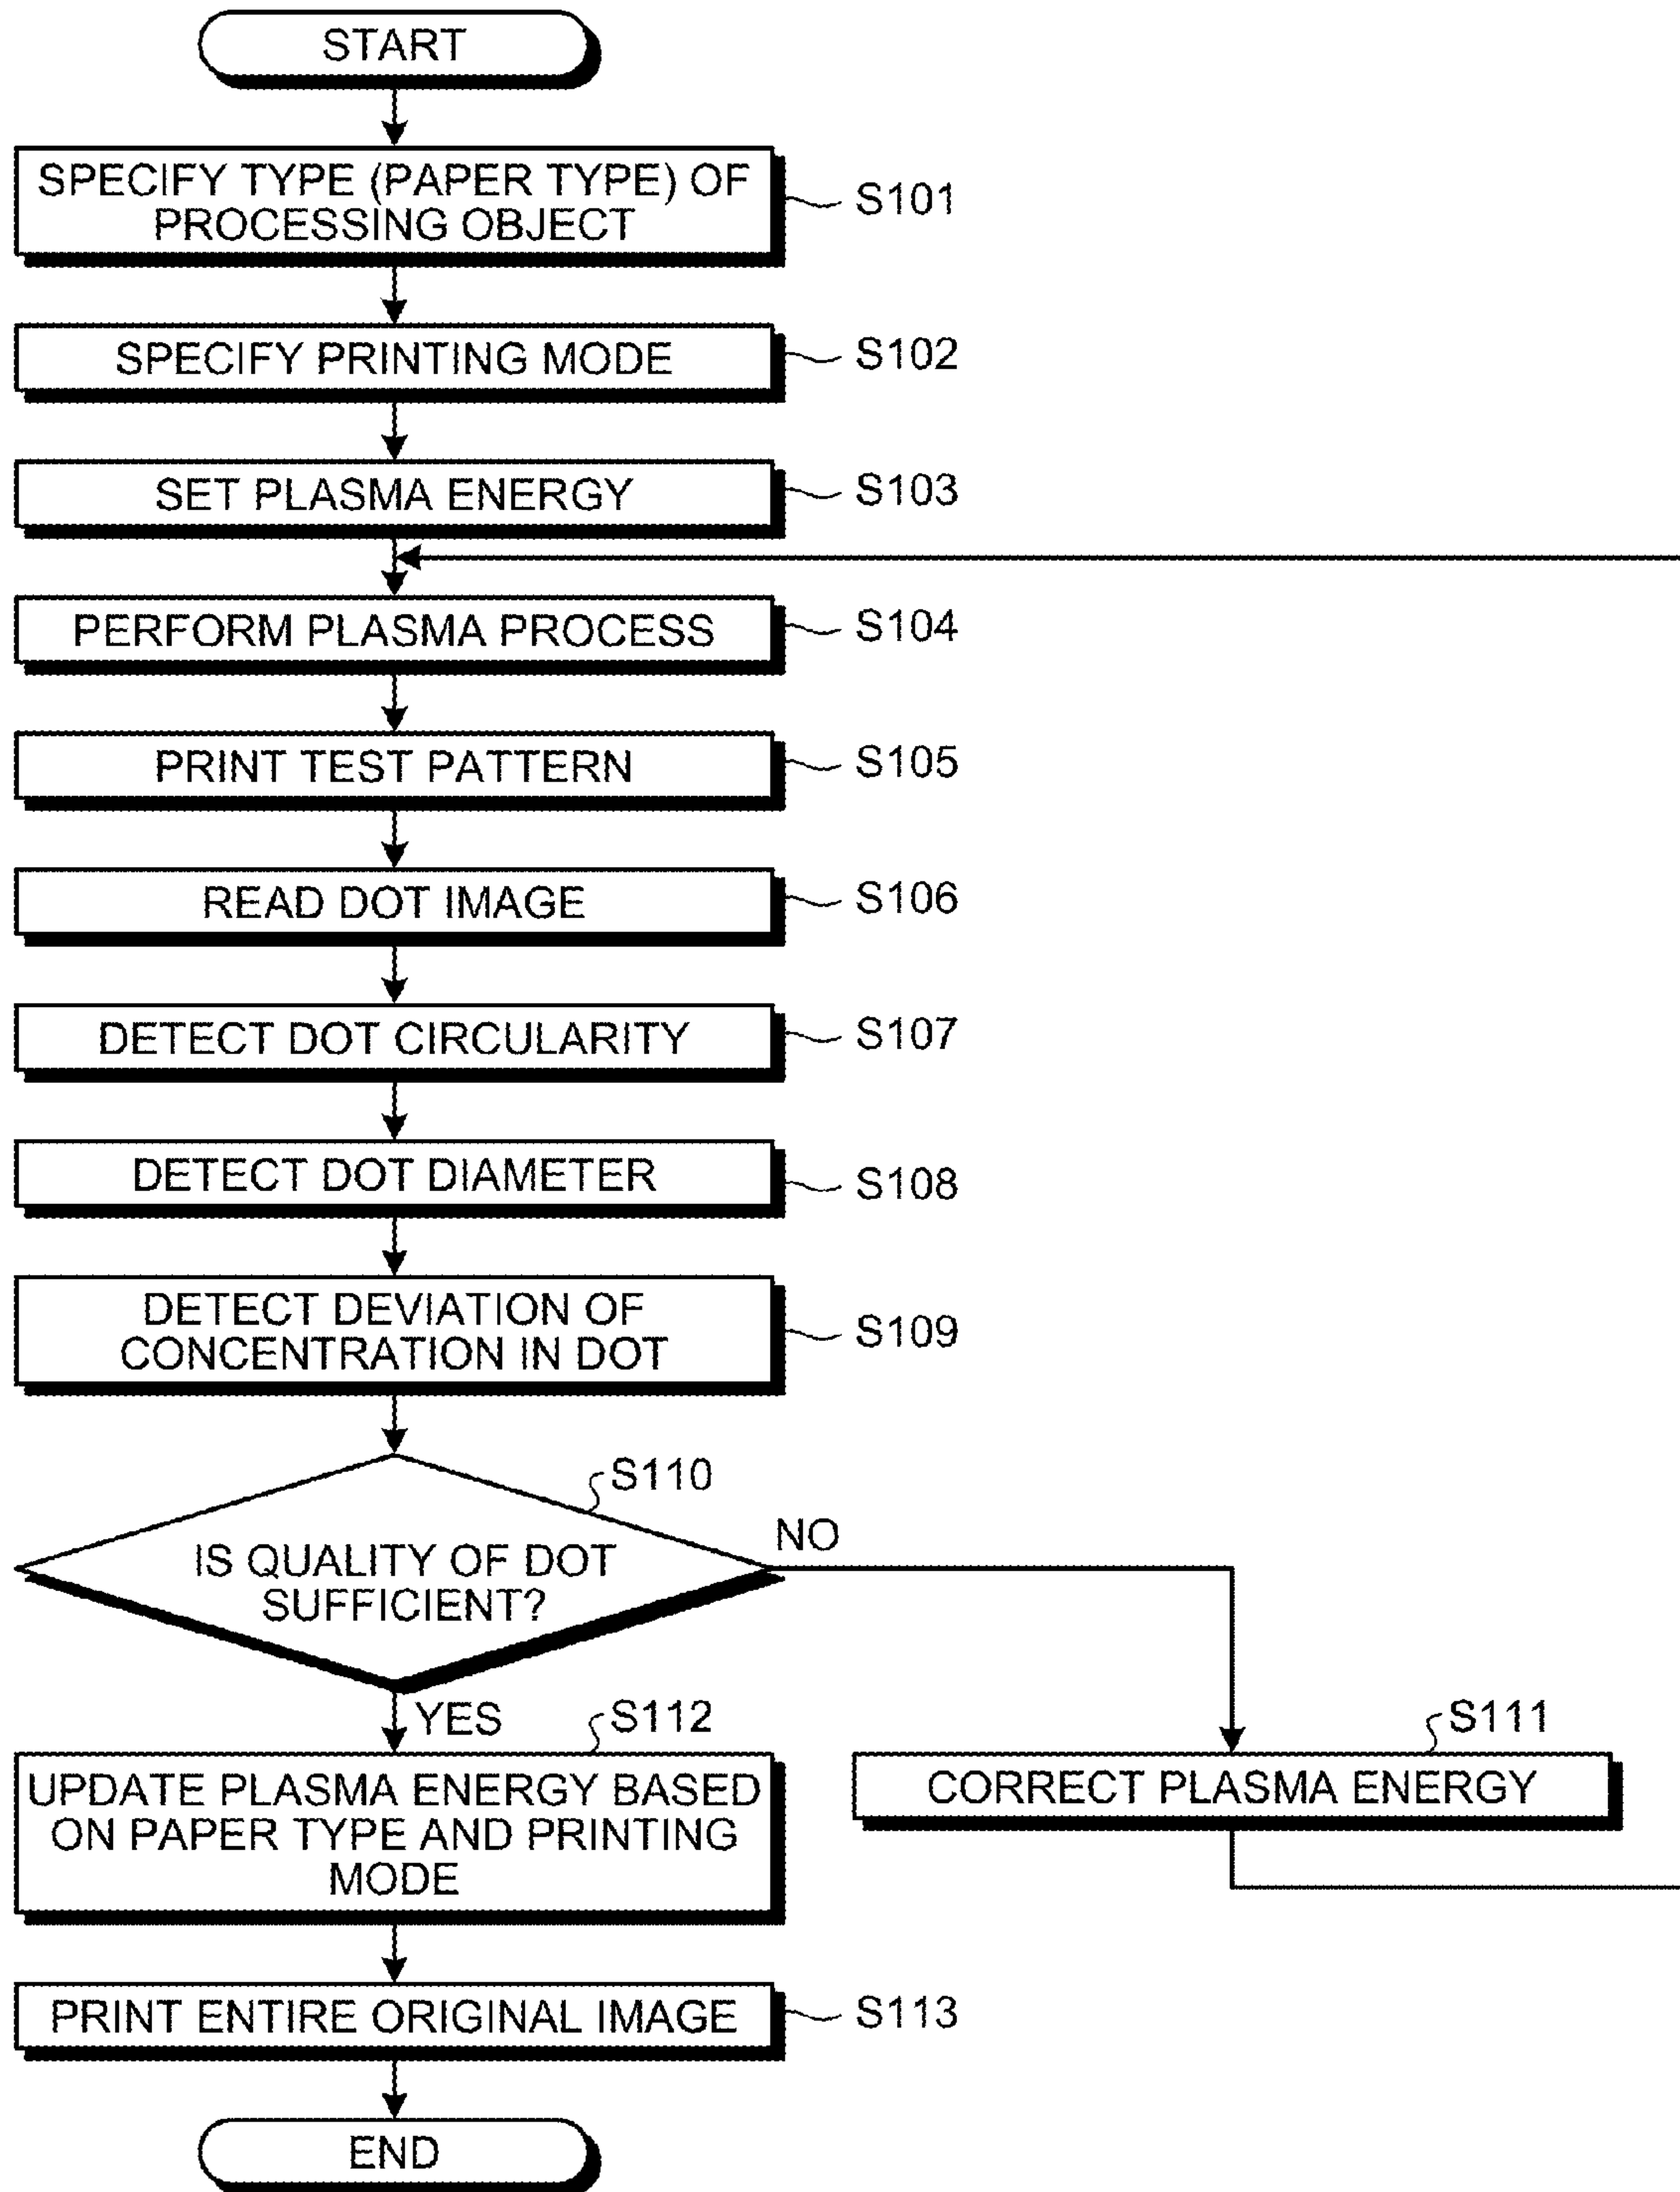 START
SPECIFY TYPE (PAPER TYPE) OF
PROCESSING OBJECT
S101
SPECIFY PRINTING MODE
S102
SET PLASMA ENERGY
S103
PERFORM PLASMA PROCESS
S104
PRINT TEST PATTERN
S105
READ DOT IMAGE
S106
DETECT DOT CIRCULARITY
S107
DETECT DOT DIAMETER
S108
DETECT DEVIATION OF
CONCENTRATION IN DOT
S109
S110
IS QUALITY OF DOT
SUFFICIENT?
NO
YES
S112
UPDATE PLASMA ENERGY BASED
ON PAPER TYPE AND PRINTING
MODE
S111
CORRECT PLASMA ENERGY
PRINT ENTIRE ORIGINAL IMAGE
S113
END